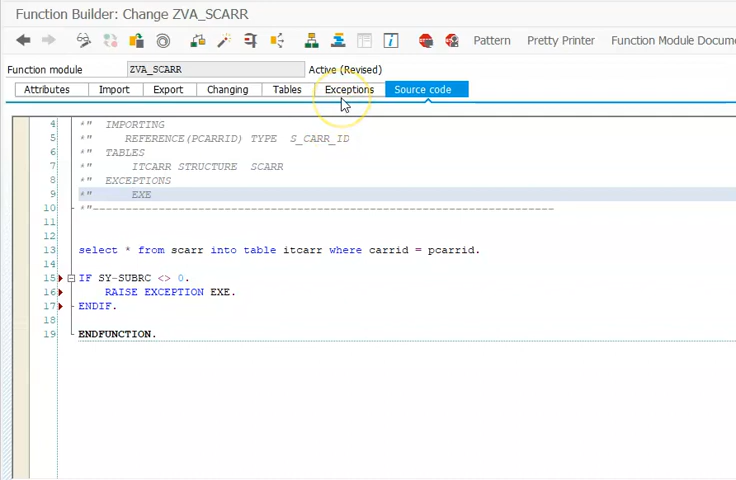 Function Builder: Change ZVA_SCARR
Pattern Pretty Printer Function Module Docume
Function module ZVA_SCARR Active (Revised)
Attributes Import Export Changing Tables Exceptions Source code
4 *" IMPORTING
5 *" REFERENCE(PCARRID) TYPE S_CARR_ID
6 *" TABLES
7 *" ITCARR STRUCTURE SCARR
8 *" EXCEPTIONS
9 *" EXE
10 *"----------------------------------------------------------------------
11
12
13 select * from scarr into table itcarr where carrid = pcarrid.
14
15 IF SY-SUBRC <> 0.
16 RAISE EXCEPTION EXE.
17 ENDIF.
18
19 ENDFUNCTION.